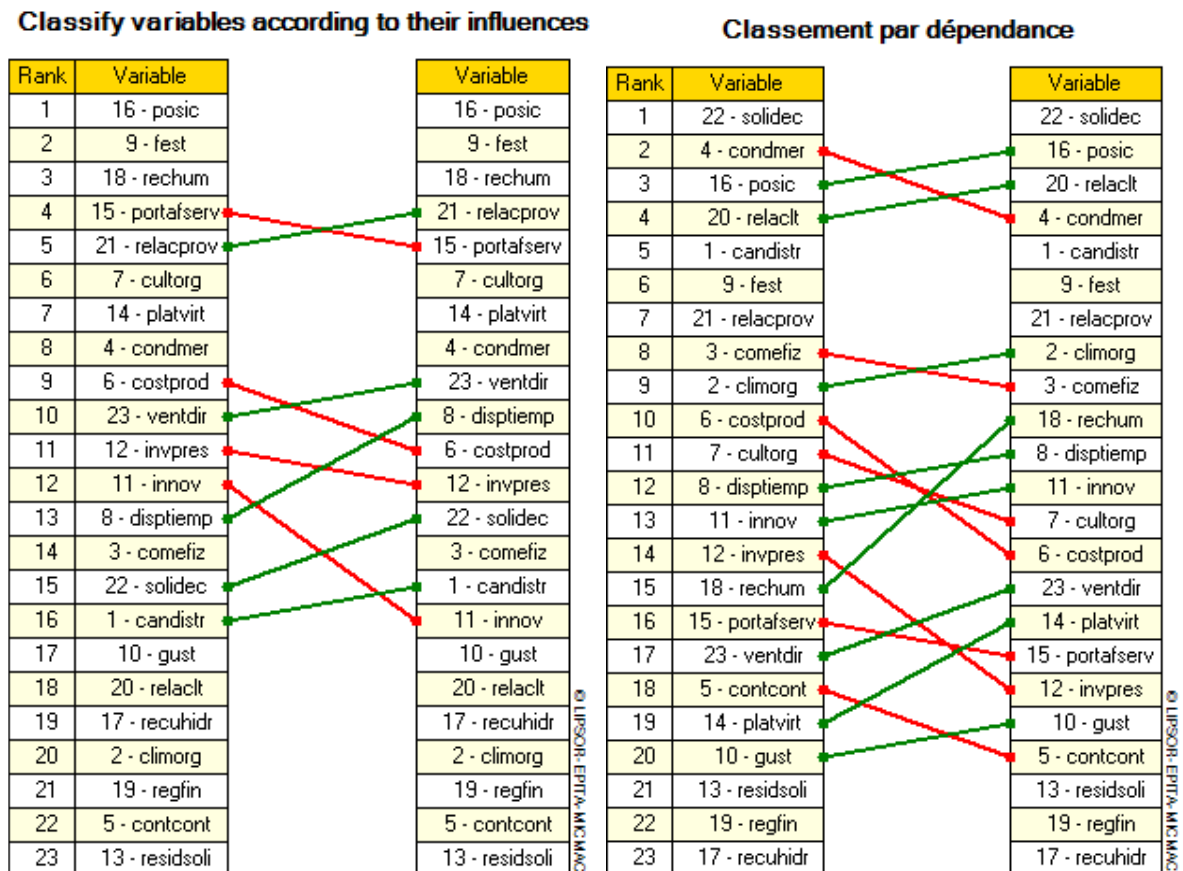 Classify variables according to their influences
Rank Variable Variable
1 16 - posic 16 - posic
2 9 - fest 9 - fest
3 18 - rechum 18 - rechum
4 15 - portafserv 21 - relacprov
5 21 - relacprov 15 - portafserv
6 7 - cultorg 7 - cultorg
7 14 - platvirt 14 - platvirt
8 4 - condmer 4 - condmer
9 6 - costprod 23 - ventdir
10 23 - ventdir 8 - disptiemp
11 12 - invpres 6 - costprod
12 11 - innov 12 - invpres
13 8 - disptiemp 22 - solidec
14 3 - comefiz 3 - comefiz
15 22 - solidec 1 - candistr
16 1 - candistr 11 - innov
17 10 - gust 10 - gust
18 20 - relaclt 20 - relaclt
19 17 - recuhidr 17 - recuhidr
20 2 - climorg 2 - climorg
21 19 - regfin 19 - regfin
22 5 - contcont 5 - contcont
23 13 - residsoli 13 - residsoli
© LIPSOR-EPITA-MICMAC
Classement par dépendance
Rank Variable Variable
1 22 - solidec 22 - solidec
2 4 - condmer 16 - posic
3 16 - posic 20 - relaclt
4 20 - relaclt 4 - condmer
5 1 - candistr 1 - candistr
6 9 - fest 9 - fest
7 21 - relacprov 21 - relacprov
8 3 - comefiz 2 - climorg
9 2 - climorg 3 - comefiz
10 6 - costprod 18 - rechum
11 7 - cultorg 8 - disptiemp
12 8 - disptiemp 11 - innov
13 11 - innov 7 - cultorg
14 12 - invpres 6 - costprod
15 18 - rechum 23 - ventdir
16 15 - portafserv 14 - platvirt
17 23 - ventdir 15 - portafserv
18 5 - contcont 12 - invpres
19 14 - platvirt 10 - gust
20 10 - gust 5 - contcont
21 13 - residsoli 13 - residsoli
22 19 - regfin 19 - regfin
23 17 - recuhidr 17 - recuhidr
© LIPSOR-EPITA-MICMAC